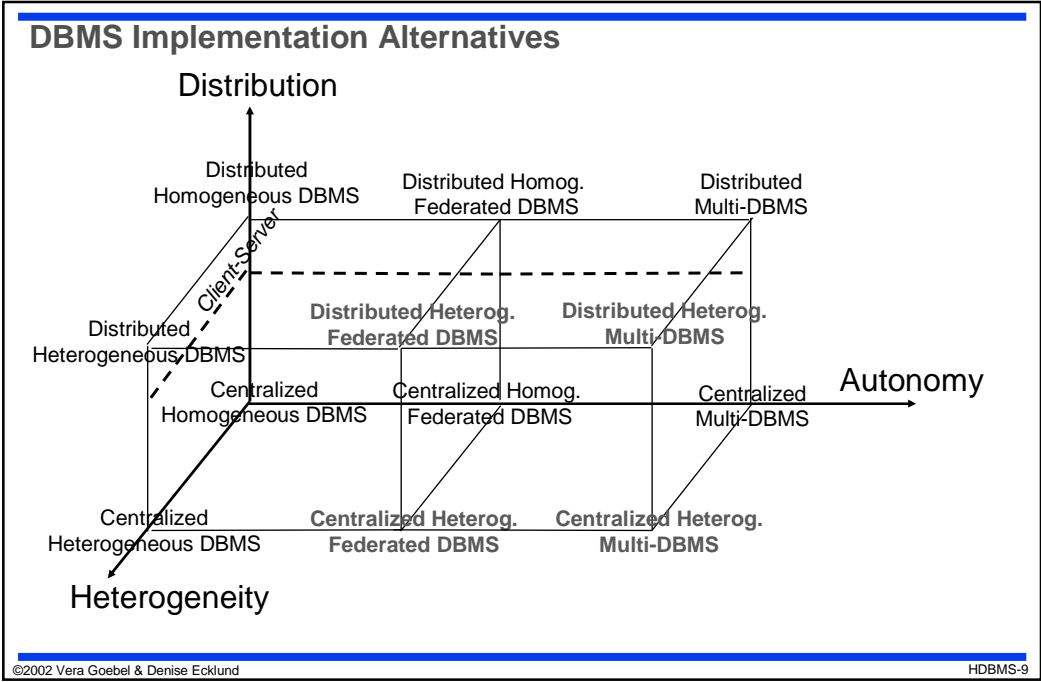 DBMS Implementation Alternatives
Distribution
Distributed
Homogeneous DBMS
Distributed Homog.
Federated DBMS
Distributed
Multi-DBMS
Client-Server
Distributed
Heterogeneous DBMS
Distributed Heterog.
Federated DBMS
Distributed Heterog.
Multi-DBMS
Centralized
Homogeneous DBMS
Centralized Homog.
Federated DBMS
Centralized
Multi-DBMS
Autonomy
Centralized
Heterogeneous DBMS
Centralized Heterog.
Federated DBMS
Centralized Heterog.
Multi-DBMS
Heterogeneity
©2002 Vera Goebel & Denise Ecklund
HDBMS-9